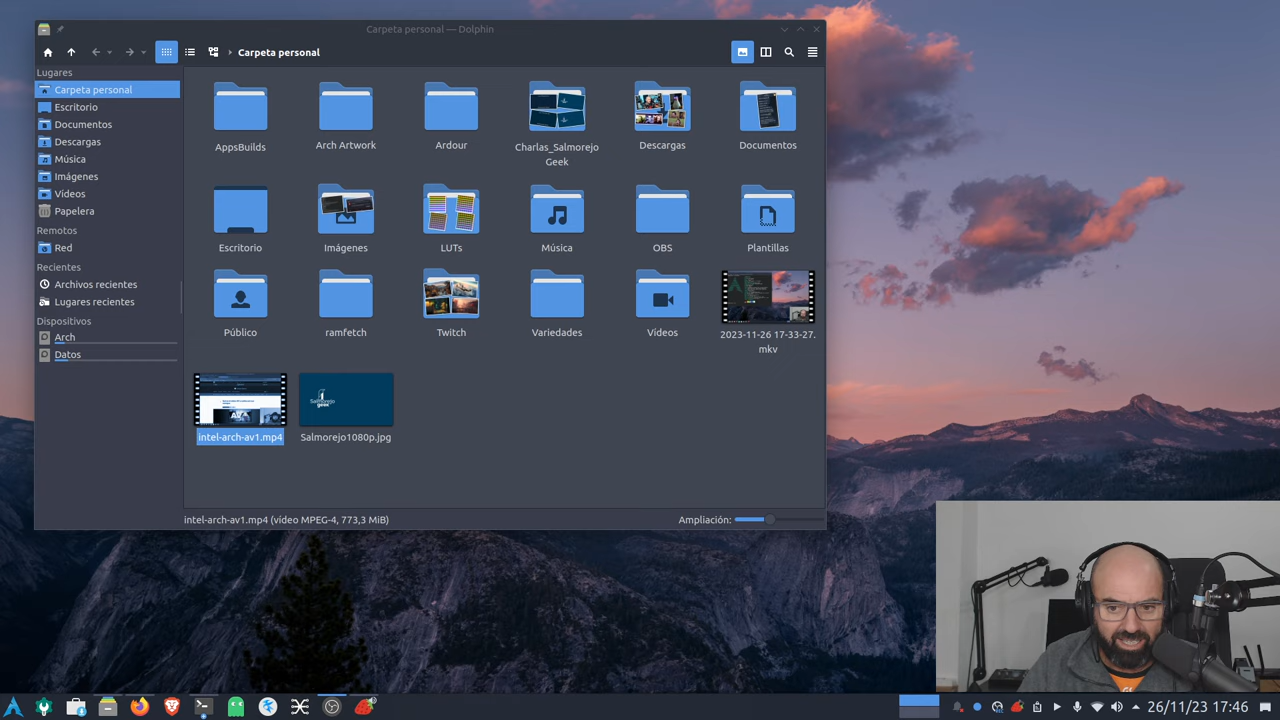 Carpeta personal — Dolphin
Carpeta personal
Lugares
Carpeta personal
Escritorio
Documentos
Descargas
Música
Imágenes
Vídeos
Papelera
Remotos
Red
Recientes
Archivos recientes
Lugares recientes
Dispositivos
Arch
Datos
AppsBuilds
Arch Artwork
Ardour
Charlas_Salmorejo
Geek
Descargas
Documentos
Escritorio
Imágenes
LUTs
Música
OBS
Plantillas
Público
ramfetch
Twitch
Variedades
Vídeos
2023-11-26 17-33-27.
mkv
intel-arch-av1.mp4
Salmorejo1080p.jpg
intel-arch-av1.mp4 (vídeo MPEG-4, 773,3 MiB)
Ampliación:
26/11/23 17:46